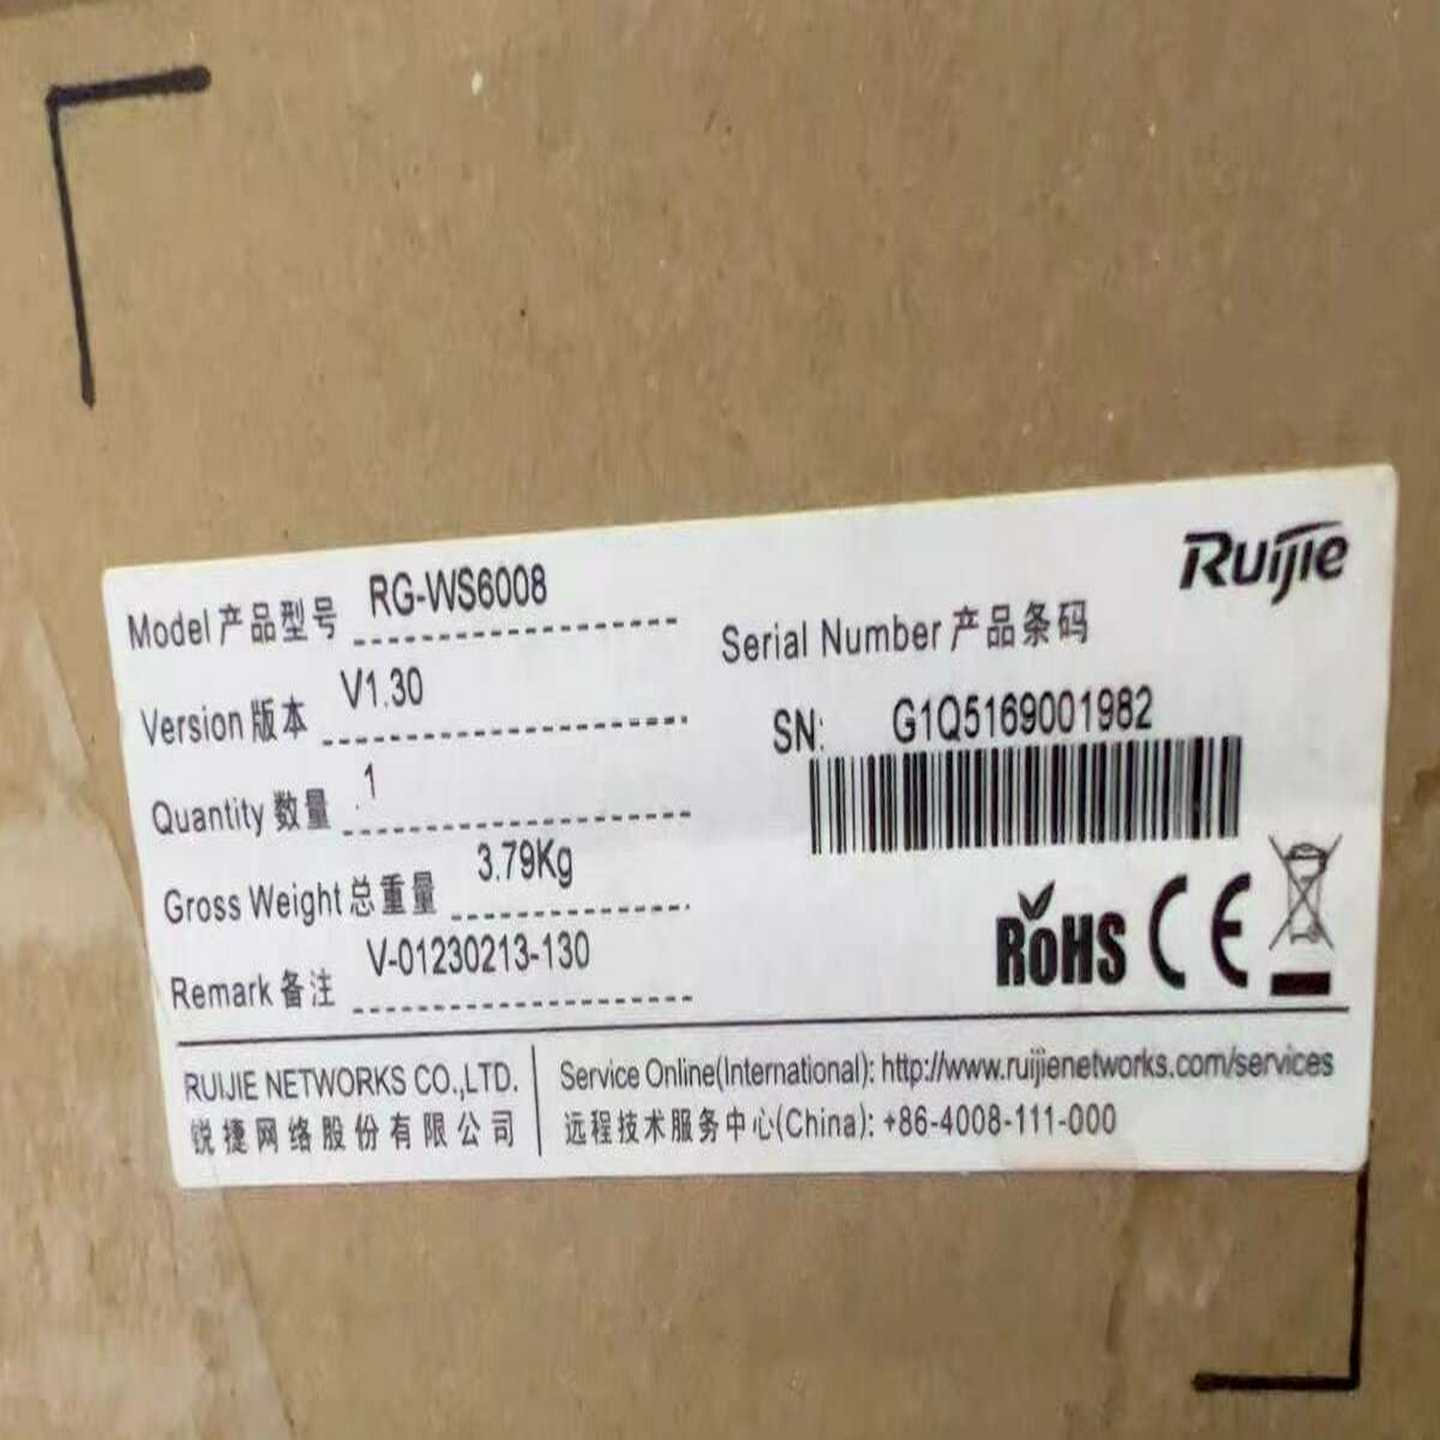 Ruijie
Model 产品型号 RG-WS6008
Version 版本 V1.30
Quantity 数量 1
Gross Weight 总重量 3.79Kg
Remark 备注 V-01230213-130
Serial Number 产品条码
SN: G1Q5169001982
RoHS CE
RUIJIE NETWORKS CO.,LTD.
锐捷网络股份有限公司
Service Online(International): http://www.ruijienetworks.com/services
远程技术服务中心(China): +86-4008-111-000